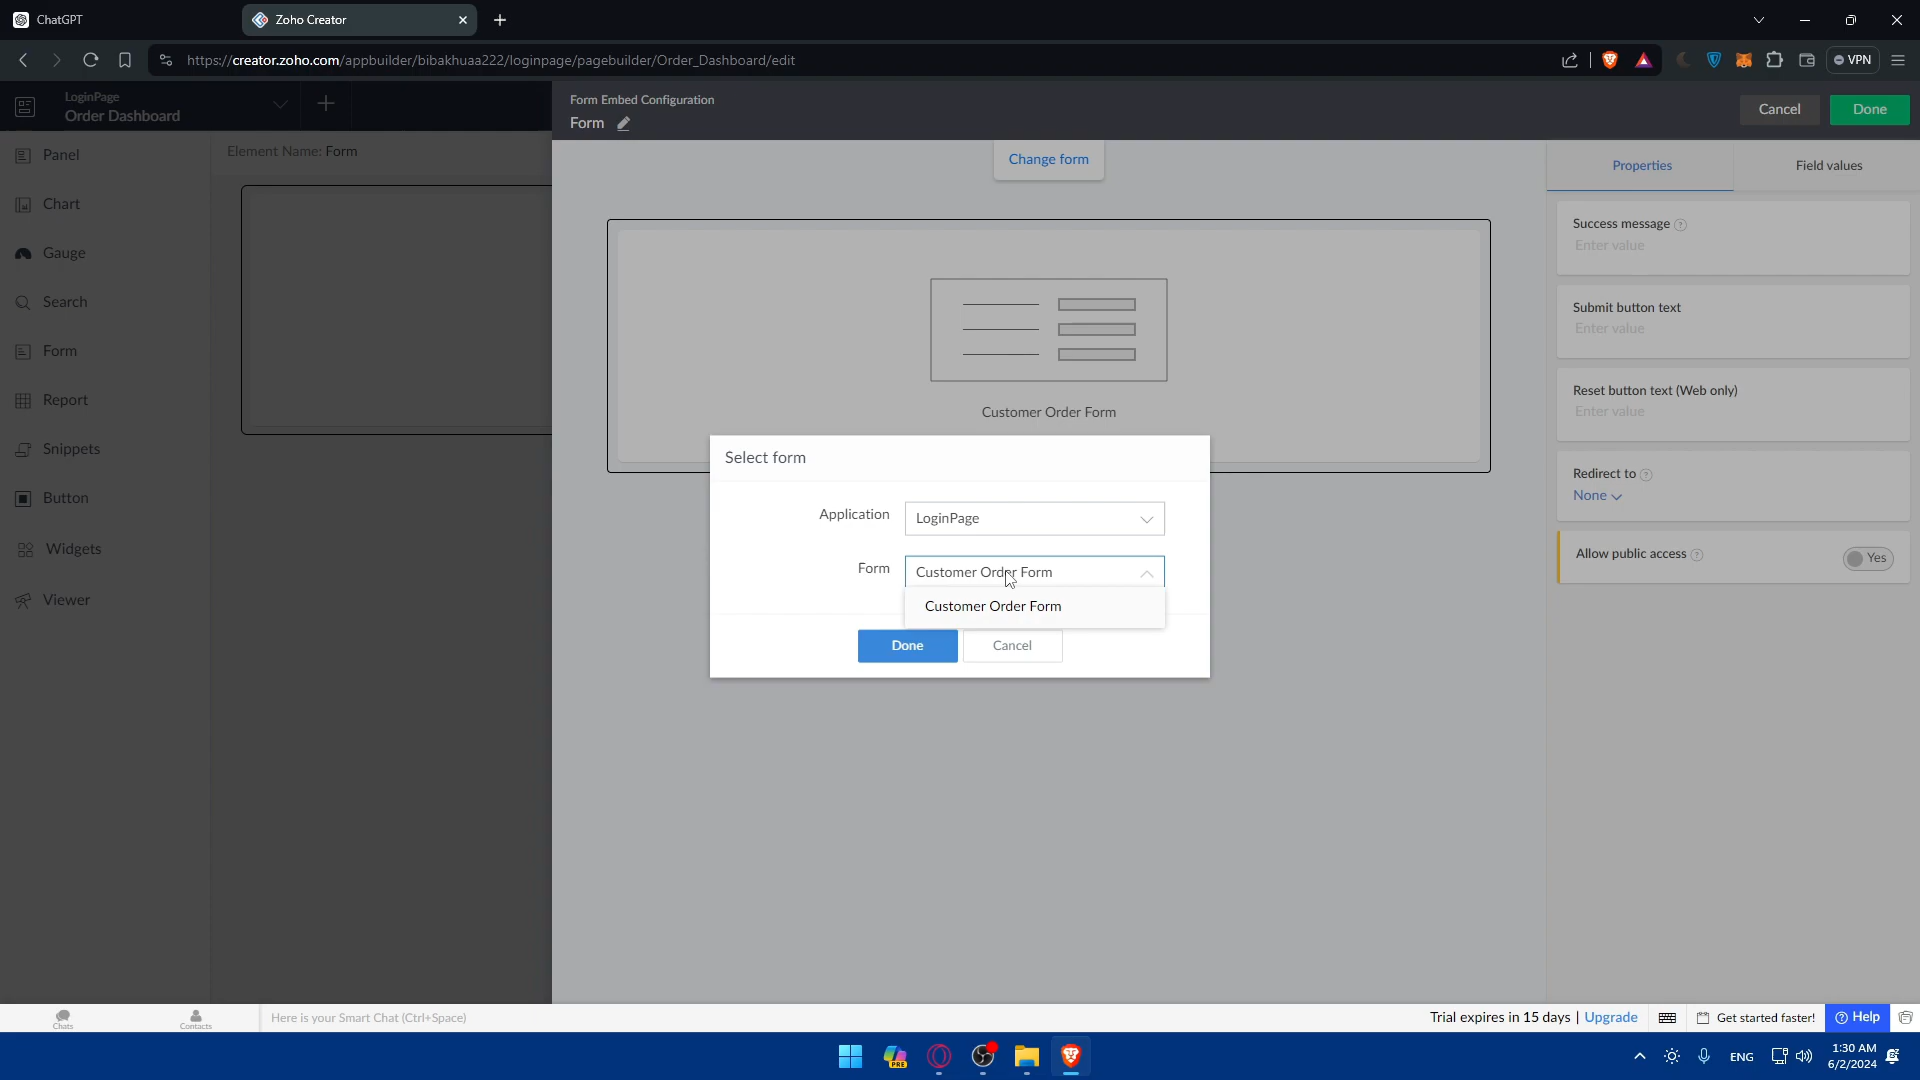 ChatGPT
Zoho Creator
https://creator.zoho.com/appbuilder/bibakhuaa222/loginpage/pagebuilder/Order_Dashboard/edit
VPN
LoginPage
Order Dashboard
Form Embed Configuration
Form
Cancel
Done
Panel
Chart
Gauge
Search
Form
Report
Snippets
Button
Widgets
Viewer
Element Name: Form
Change form
Customer Order Form
Properties
Field values
Success message
Enter value
Submit button text
Enter value
Reset button text (Web only)
Enter value
Redirect to
None
Allow public access
Yes
Select form
Application
LoginPage
Form
Customer Order Form
Customer Order Form
Done
Cancel
Chats
Contacts
Here is your Smart Chat (Ctrl+Space)
Trial expires in 15 days | Upgrade
Get started faster!
Help
PRE
ENG
1:30 AM
6/2/2024